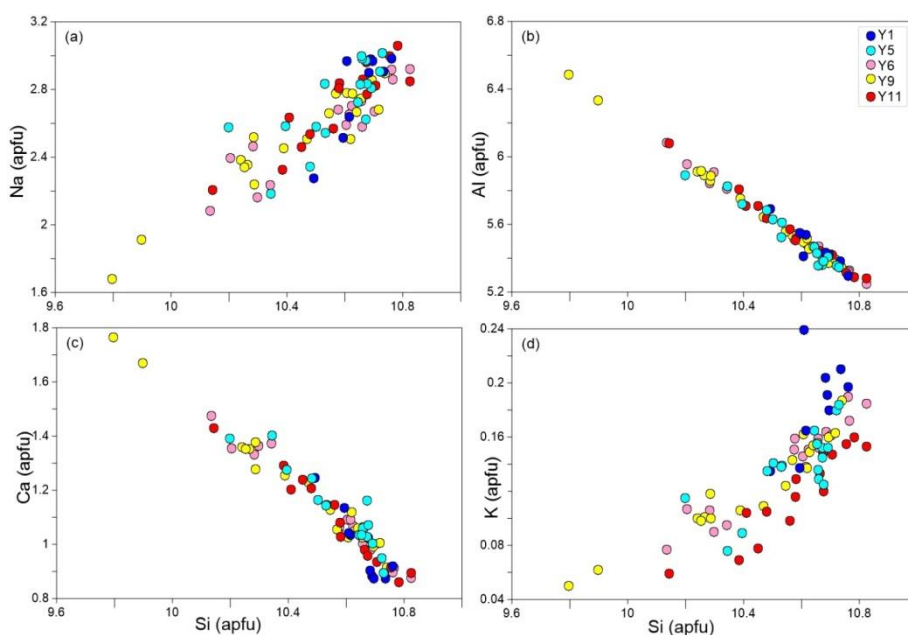 (a)
Na (apfu)
3.2
2.8
2.4
2
1.6
9.6
10
10.4
10.8
(b)
Al (apfu)
6.8
6.4
6
5.6
5.2
9.6
10
10.4
10.8
Y1
Y5
Y6
Y9
Y11
(c)
Ca (apfu)
1.8
1.6
1.4
1.2
1
0.8
9.6
10
10.4
10.8
Si (apfu)
(d)
K (apfu)
0.24
0.2
0.16
0.12
0.08
0.04
9.6
10
10.4
10.8
Si (apfu)